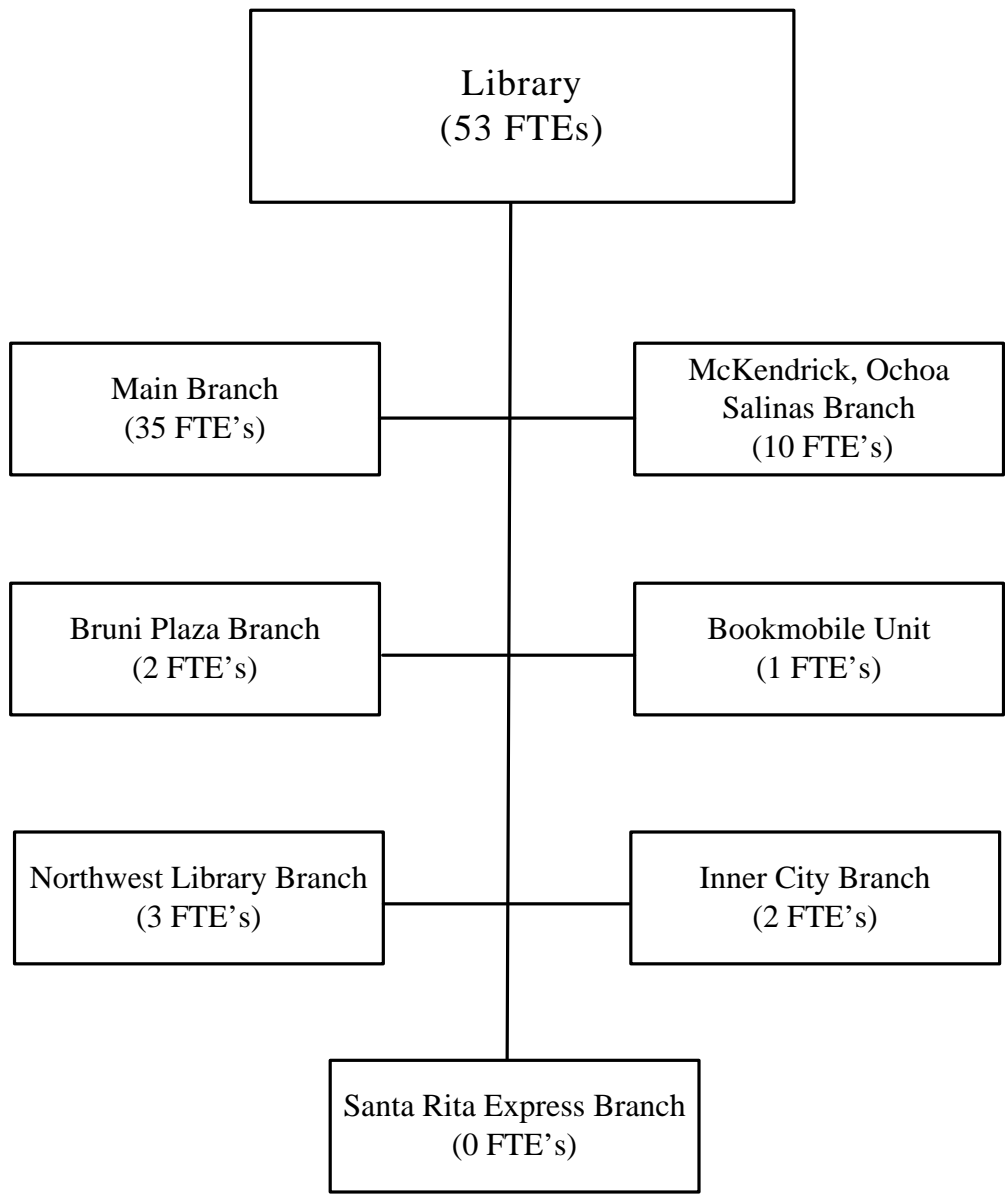 Library
(53 FTEs)
Main Branch
(35 FTE’s)
McKendrick, Ochoa
Salinas Branch
(10 FTE’s)
Bruni Plaza Branch
(2 FTE’s)
Bookmobile Unit
(1 FTE’s)
Northwest Library Branch
(3 FTE’s)
Inner City Branch
(2 FTE’s)
Santa Rita Express Branch
(0 FTE’s)